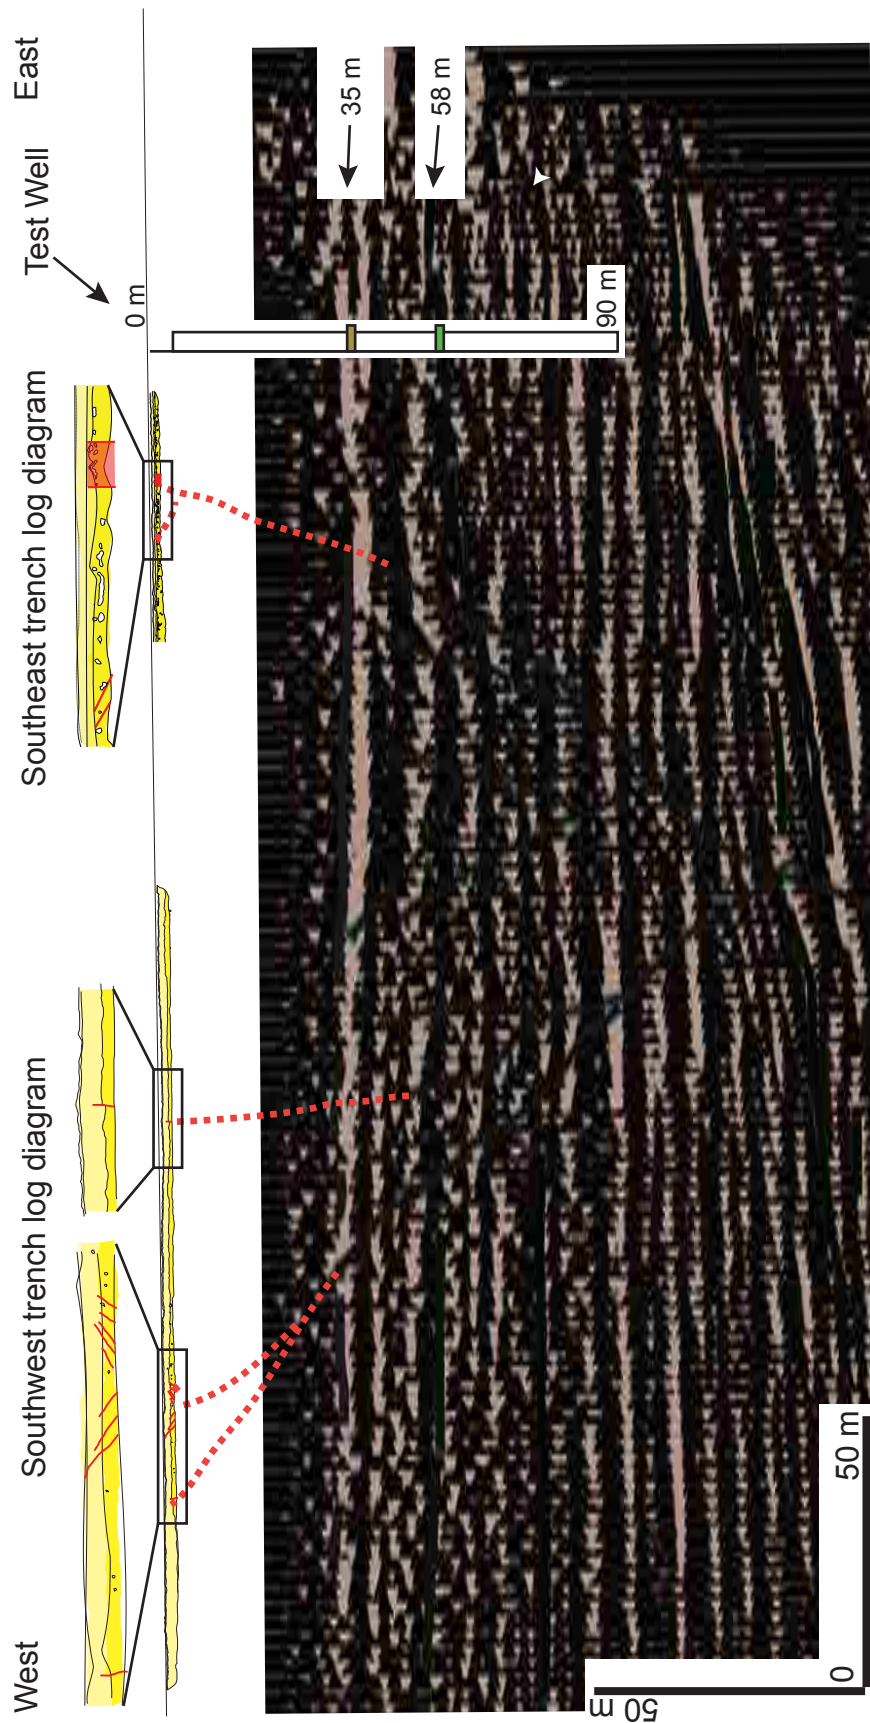 West
East
Test Well
Southwest trench log diagram
Southeast trench log diagram
0 m
35 m
58 m
90 m
50 m
0
50 m